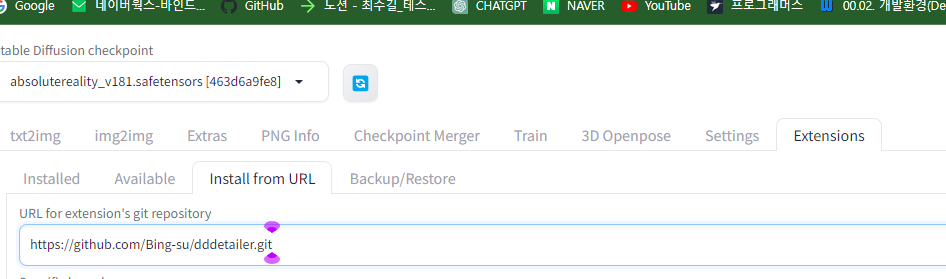 Google 네이버웍스-바인드... GitHub 노션 - 최수길_테스... CHATGPT NAVER YouTube 프로그래머스 00.02. 개발환경(De
table Diffusion checkpoint
absolutereality_v181.safetensors [463d6a9fe8]
txt2img img2img Extras PNG Info Checkpoint Merger Train 3D Openpose Settings Extensions
Installed Available Install from URL Backup/Restore
URL for extension's git repository
https://github.com/Bing-su/dddetailer.git